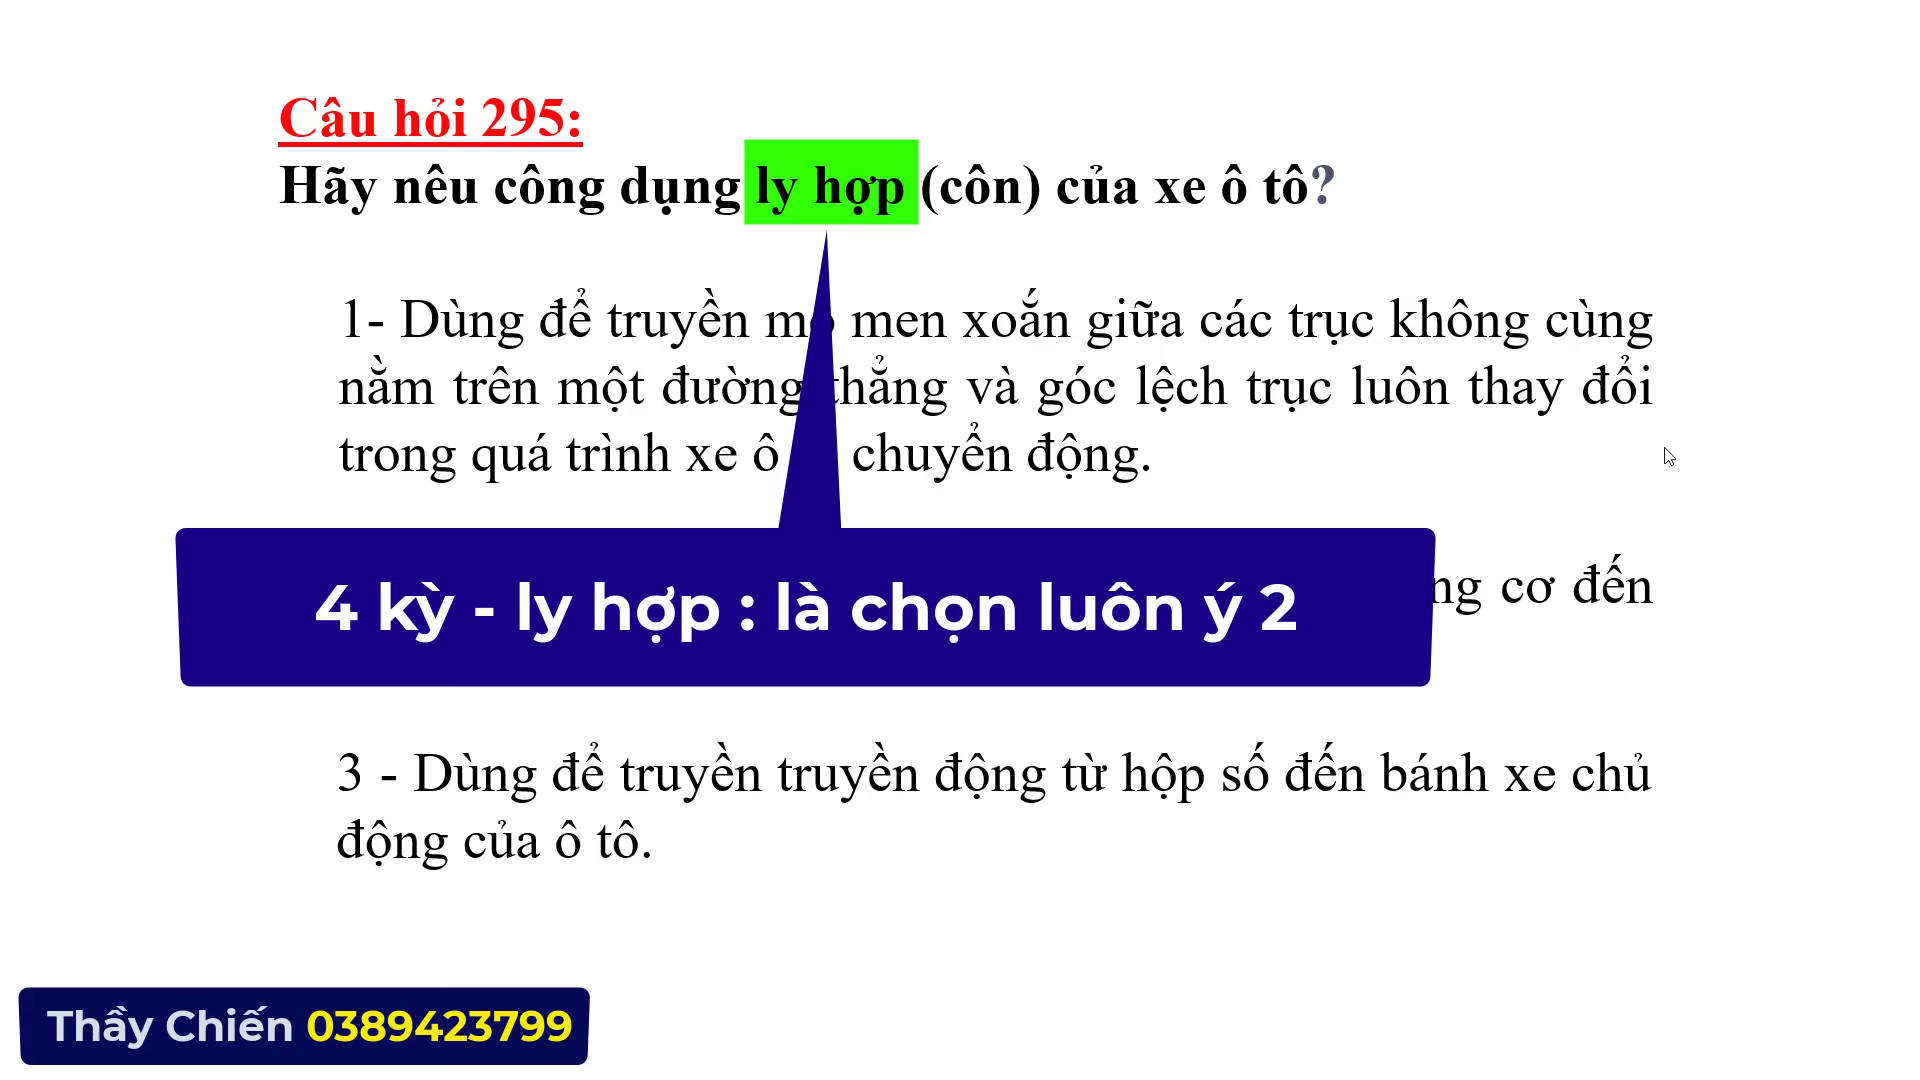 Câu hỏi 295:
Hãy nêu công dụng ly hợp (côn) của xe ô tô?
1- Dùng để truyền mô men xoắn giữa các trục không cùng
nằm trên một đường thẳng và góc lệch trục luôn thay đổi
trong quá trình xe ô chuyển động.
cơ đến
4 kỳ - ly hợp : là chọn luôn ý 2
3 - Dùng để truyền truyền động từ hộp số đến bánh xe chủ
động của ô tô.
Thầy Chiến 0389423799